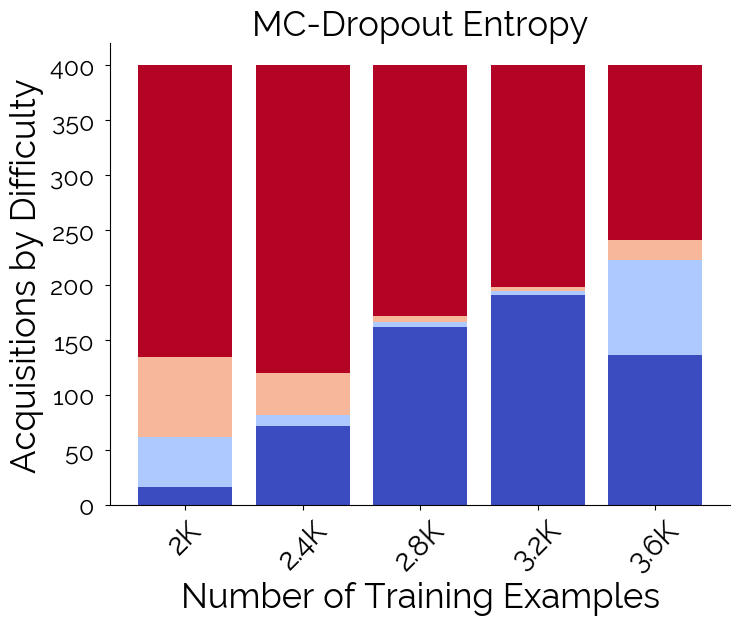 MC-Dropout Entropy
Acquisitions by Difficulty
400
350
300
250
200
150
100
50
0
2K
2.4K
2.8K
3.2K
3.6K
Number of Training Examples